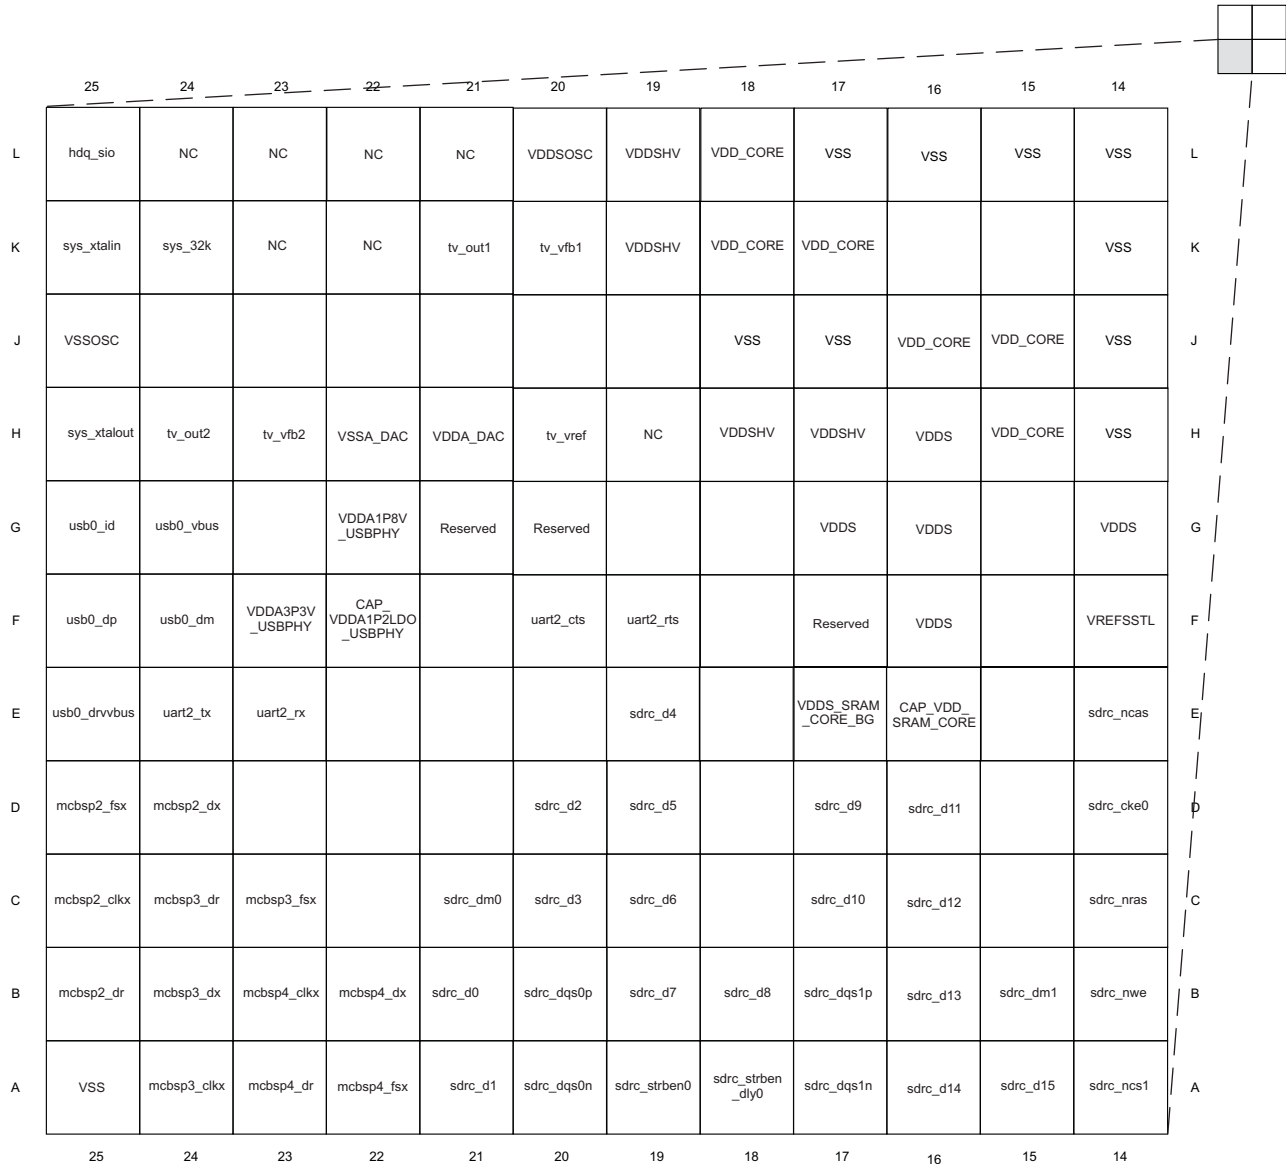 25 24 23 22 21 20 19 18 17 16 15 14
L hdq_sio NC NC NC NC VDDSOSC VDDSHV VDD_CORE VSS VSS VSS VSS L
K sys_xtalin sys_32k NC NC tv_out1 tv_vfb1 VDDSHV VDD_CORE VDD_CORE VSS K
J VSSOSC VSS VSS VDD_CORE VDD_CORE VSS J
H sys_xtalout tv_out2 tv_vfb2 VSSA_DAC VDDA_DAC tv_vref NC VDDSHV VDDSHV VDDS VDD_CORE VSS H
G usb0_id usb0_vbus VDDA1P8V
_USBPHY Reserved Reserved VDDS VDDS VDDS G
F usb0_dp usb0_dm VDDA3P3V
_USBPHY CAP_
VDDA1P2LDO
_USBPHY uart2_cts uart2_rts Reserved VDDS VREFSSTL F
E usb0_drvvbus uart2_tx uart2_rx sdrc_d4 VDDS_SRAM
_CORE_BG CAP_VDD_
SRAM_CORE sdrc_ncas E
D mcbsp2_fsx mcbsp2_dx sdrc_d2 sdrc_d5 sdrc_d9 sdrc_d11 sdrc_cke0 D
C mcbsp2_clkx mcbsp3_dr mcbsp3_fsx sdrc_dm0 sdrc_d3 sdrc_d6 sdrc_d10 sdrc_d12 sdrc_nras C
B mcbsp2_dr mcbsp3_dx mcbsp4_clkx mcbsp4_dx sdrc_d0 sdrc_dqs0p sdrc_d7 sdrc_d8 sdrc_dqs1p sdrc_d13 sdrc_dm1 sdrc_nwe B
A VSS mcbsp3_clkx mcbsp4_dr mcbsp4_fsx sdrc_d1 sdrc_dqs0n sdrc_strben0 sdrc_strben
_dly0 sdrc_dqs1n sdrc_d14 sdrc_d15 sdrc_ncs1 A
25 24 23 22 21 20 19 18 17 16 15 14